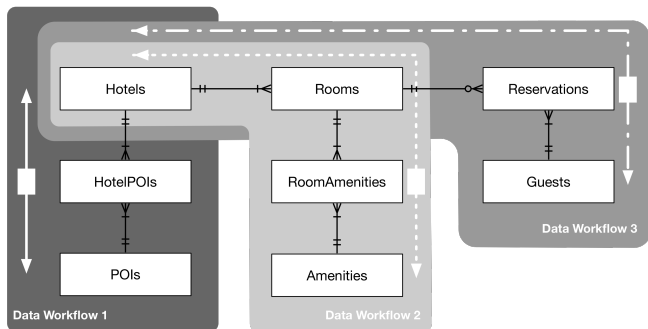 Hotels
Rooms
Reservations
HotelPOIs
RoomAmenities
Guests
Data Workflow 3
POIs
Amenities
Data Workflow 1
Data Workflow 2